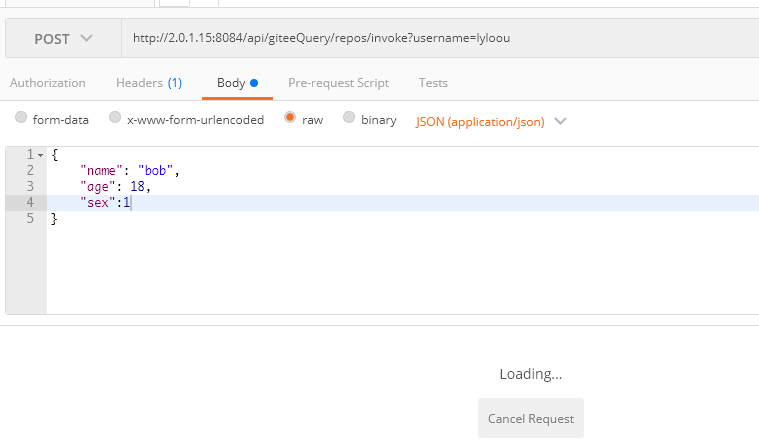 POST http://2.0.1.15:8084/api/giteeQuery/repos/invoke?username=lyloou
Authorization Headers (1) Body Pre-request Script Tests
form-data x-www-form-urlencoded raw binary JSON (application/json)
1 {
2 "name": "bob",
3 "age": 18,
4 "sex":1
5 }
Loading...
Cancel Request